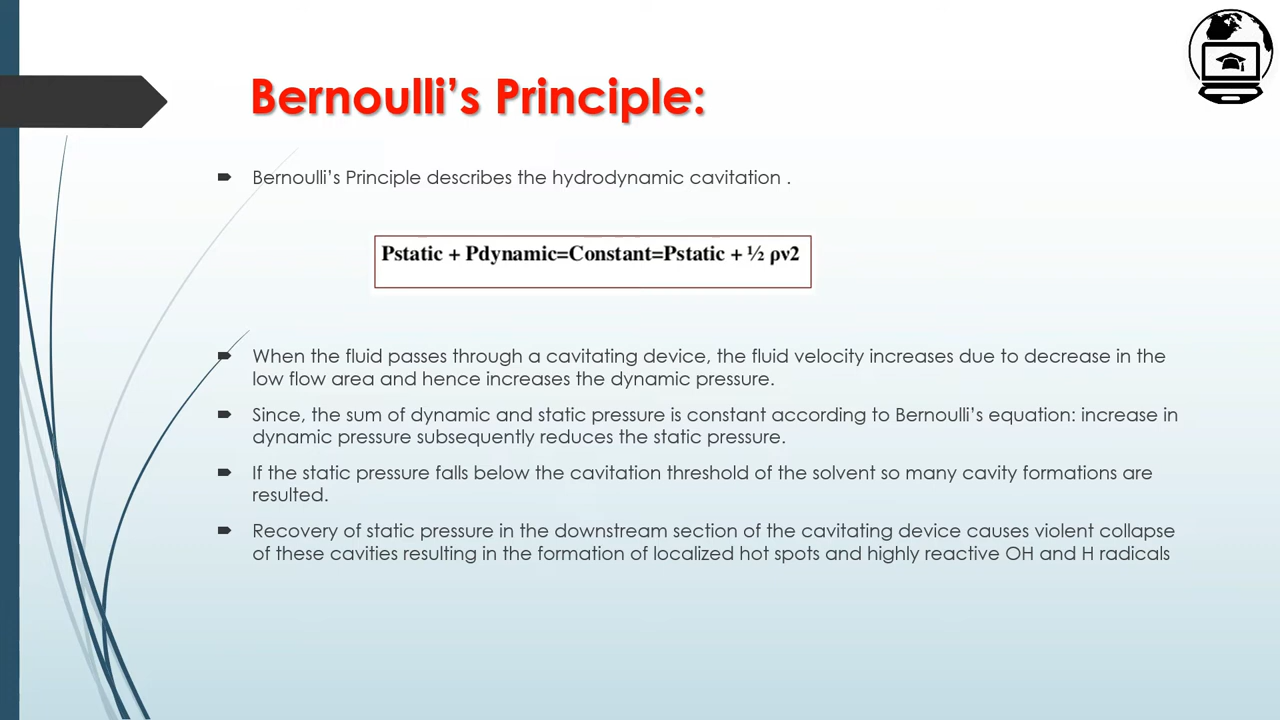 Bernoulli’s Principle:
Bernoulli’s Principle describes the hydrodynamic cavitation .
Pstatic + Pdynamic=Constant=Pstatic + ½ ρν2
When the fluid passes through a cavitating device, the fluid velocity increases due to decrease in the
low flow area and hence increases the dynamic pressure.
Since, the sum of dynamic and static pressure is constant according to Bernoulli’s equation: increase in
dynamic pressure subsequently reduces the static pressure.
If the static pressure falls below the cavitation threshold of the solvent so many cavity formations are
resulted.
Recovery of static pressure in the downstream section of the cavitating device causes violent collapse
of these cavities resulting in the formation of localized hot spots and highly reactive OH and H radicals